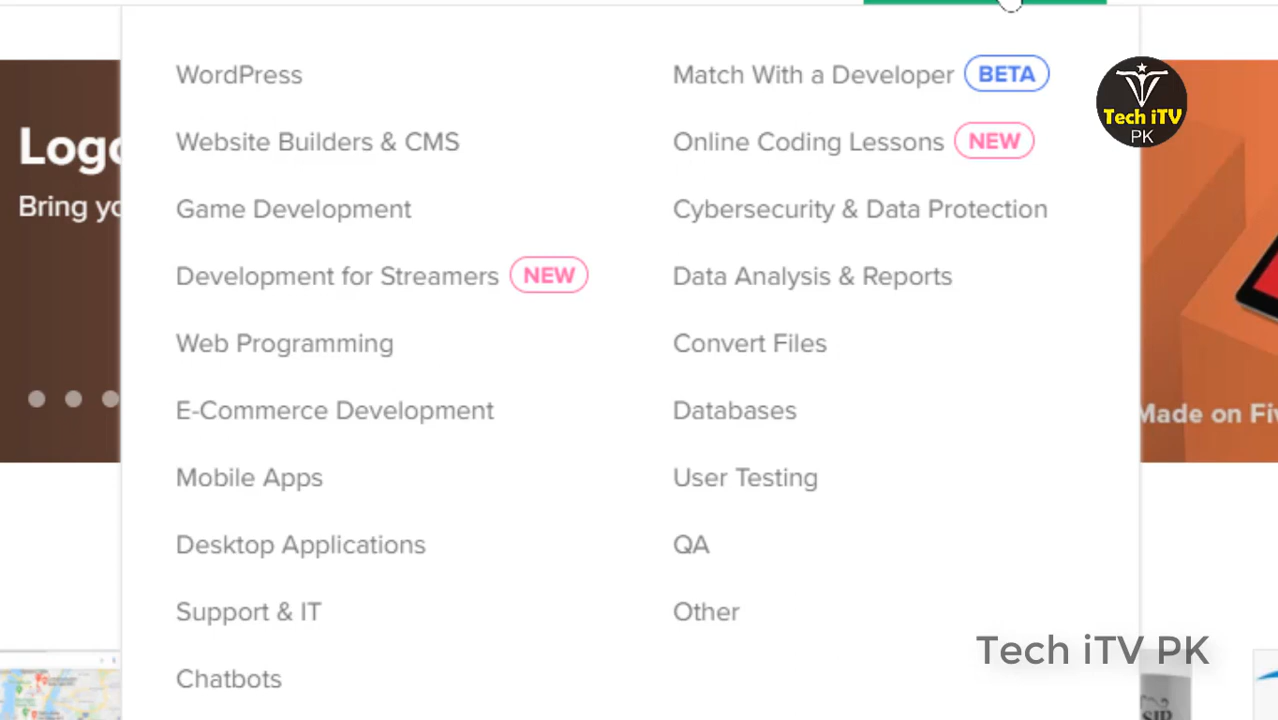 WordPress
Website Builders & CMS
Game Development
Development for Streamers NEW
Web Programming
E-Commerce Development
Mobile Apps
Desktop Applications
Support & IT
Chatbots
Match With a Developer BETA
Online Coding Lessons NEW
Cybersecurity & Data Protection
Data Analysis & Reports
Convert Files
Databases
User Testing
QA
Other
Logo
Bring yo
Tech iTV
PK
Made on Fi
Tech iTV PK